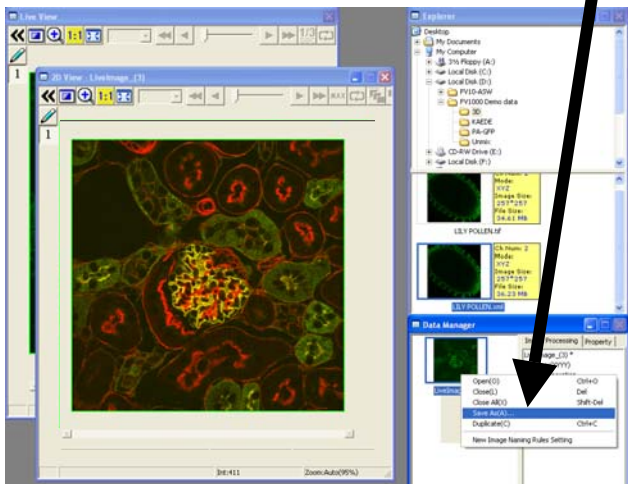 Live View
1:1
1/3
1
2D View - LiveImage_(3)
1:1
1
Int:411
Zoom:Auto(95%)
Explorer
Desktop
My Documents
My Computer
3½ Floppy (A:)
Local Disk (C:)
Local Disk (D:)
FV10-ASW
FV1000 Demo data
3D
KAEDE
PA-GFP
Unmix
CD-RW Drive (E:)
Local Disk (F:)
Mode:
XYZ
Image Size:
257*257
File Size:
34.61 MB
LILY POLLEN.tif
Ch Num: 2
Mode:
XYZ
Image Size:
257*257
File Size:
36.23 MB
LILY POLLEN.oml
Data Manager
Processing
Property
Open(O) Ctrl+O
Close(L) Del
Close All(X) Shift-Del
Save As(A)...
Duplicate(C) Ctrl+C
New Image Naming Rules Setting